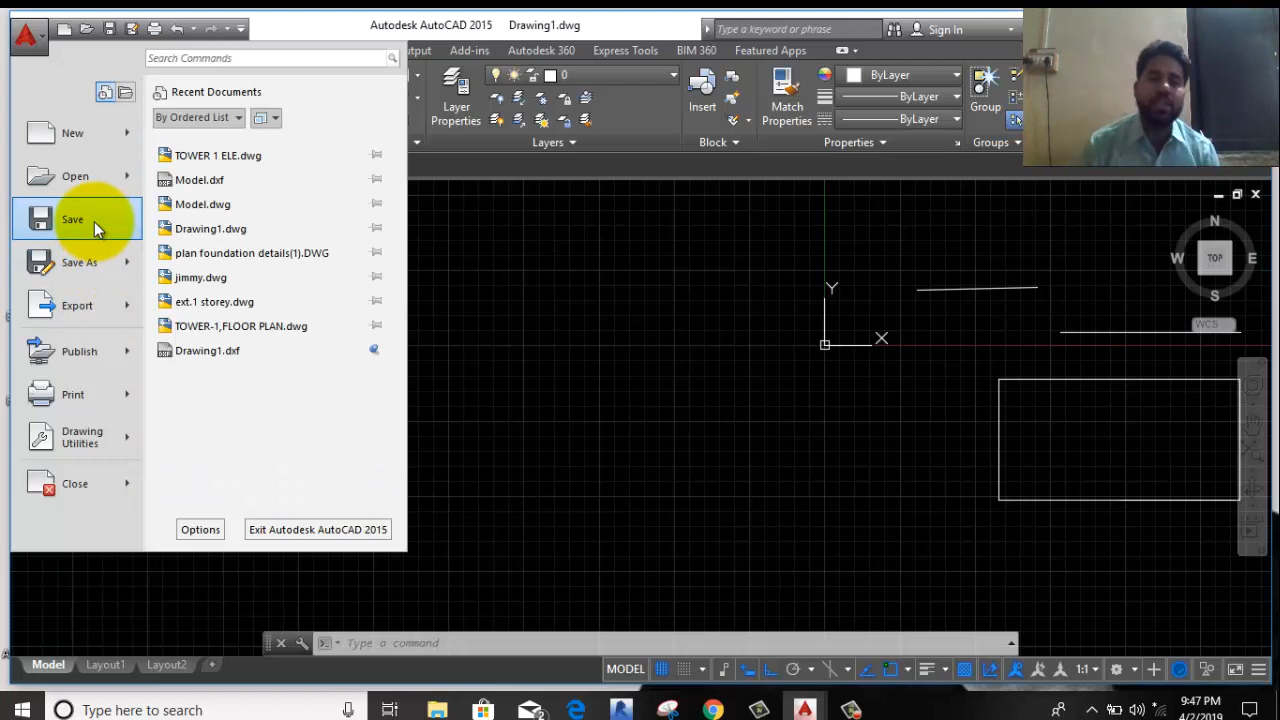 Autodesk AutoCAD 2015 Drawing1.dwg
Type a keyword or phrase
Sign In
Search Commands
utput Add-ins Autodesk 360 Express Tools BIM 360 Featured Apps
Recent Documents
By Ordered List
New
Open
Save
Save As
Export
Publish
Print
Drawing
Utilities
Close
TOWER 1 ELE.dwg
Model.dxf
Model.dwg
Drawing1.dwg
plan foundation details(1).DWG
jimmy.dwg
ext.1 storey.dwg
TOWER-1,FLOOR PLAN.dwg
Drawing1.dxf
DXF
DXF
Options
Exit Autodesk AutoCAD 2015
Layer
Properties
0
Layers
Insert
Block
Match
Properties
ByLayer
ByLayer
ByLayer
Properties
Group
Groups
N
W TOP E
S
WCS
Y
X
Type a command
Model Layout1 Layout2 +
MODEL
1:1
Type here to search
2
9:47 PM
4/2/2019